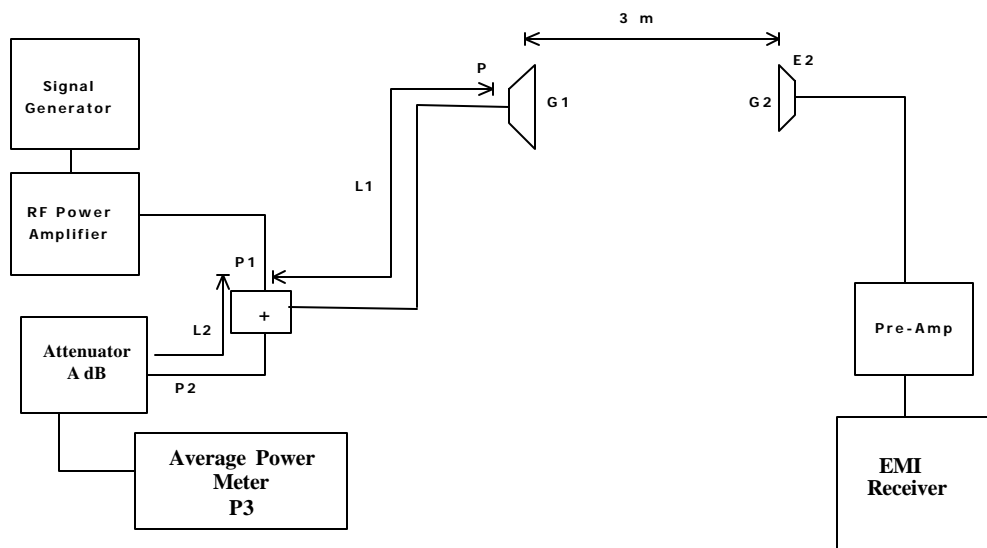 3 m
P
E2
G1
G2
Signal
Generator
L1
RF Power
Amplifier
P1
+
L2
Pre-Amp
Attenuator
A dB
P2
Average Power
Meter
P3
EMI
Receiver